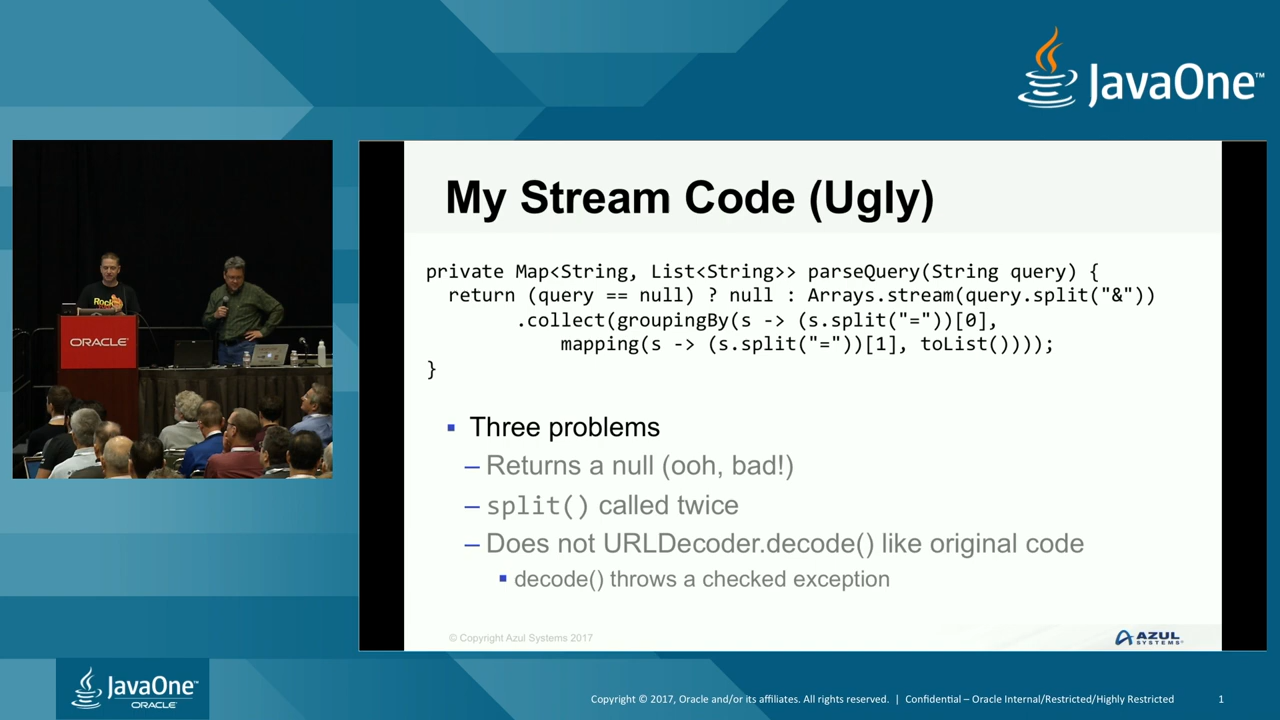 JavaOne™
My Stream Code (Ugly)
private Map<String, List<String>> parseQuery(String query) {
return (query == null) ? null : Arrays.stream(query.split("&"))
.collect(groupingBy(s -> (s.split("="))[0],
mapping(s -> (s.split("="))[1], toList())));
}
▪ Three problems
– Returns a null (ooh, bad!)
– split() called twice
– Does not URLDecoder.decode() like original code
▪ decode() throws a checked exception
© Copyright Azul Systems 2017
AZUL
SYSTEMS
Rock
ORACLE
JavaOne™
ORACLE
Copyright © 2017, Oracle and/or its affiliates. All rights reserved. | Confidential – Oracle Internal/Restricted/Highly Restricted 1